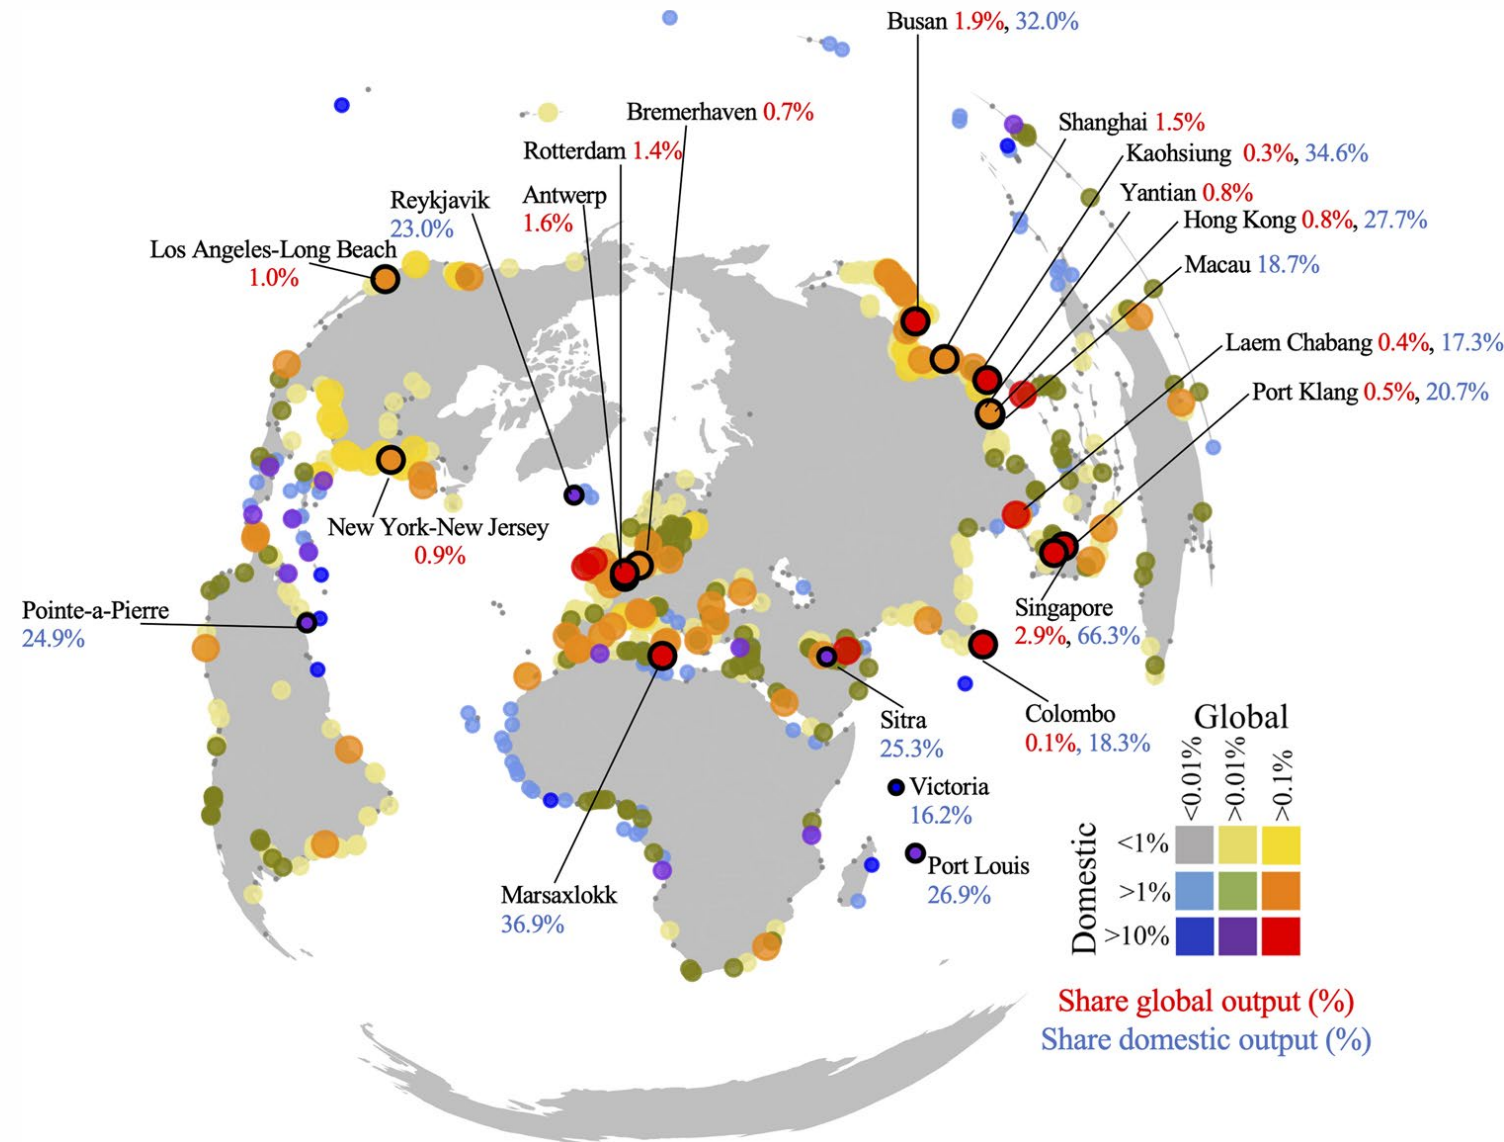 Busan 1.9%, 32.0%
Bremerhaven 0.7%
Shanghai 1.5%
Rotterdam 1.4%
Kaohsiung 0.3%, 34.6%
Reykjavik
23.0%
Antwerp
1.6%
Yantian 0.8%
Hong Kong 0.8%, 27.7%
Los Angeles-Long Beach
1.0%
Macau 18.7%
Laem Chabang 0.4%, 17.3%
Port Klang 0.5%, 20.7%
New York-New Jersey
0.9%
Pointe-a-Pierre
24.9%
Singapore
2.9%, 66.3%
Sitra
25.3%
Colombo
0.1%, 18.3%
Victoria
16.2%
Port Louis
26.9%
Marsaxlokk
36.9%
Global
<0.01%
>0.01%
>0.1%
Domestic
<1%
>1%
>10%
Share global output (%)
Share domestic output (%)